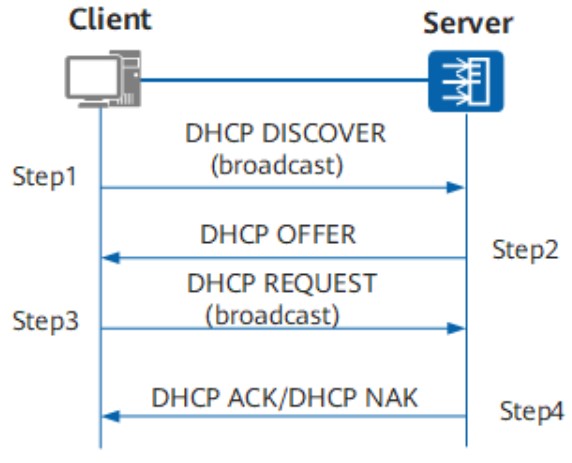 Client
Server
DHCP DISCOVER
(broadcast)
Step1
DHCP OFFER
Step2
DHCP REQUEST
(broadcast)
Step3
DHCP ACK/DHCP NAK
Step4